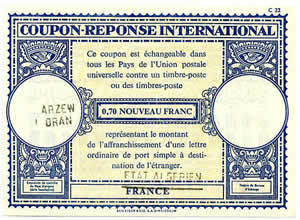 C 22
COUPON-REPONSE INTERNATIONAL
Ce coupon est échangeable dans
tous les Pays de l'Union postale
universelle contre un timbre-poste
ou des timbres-poste
0,70 NOUVEAU FRANC
ARZEW
ORAN
représentant le montant
de l'affranchissement d'une lettre
ordinaire de port simple à desti-
nation de l'étranger.
ETAT ALGERIEN
FRANCE